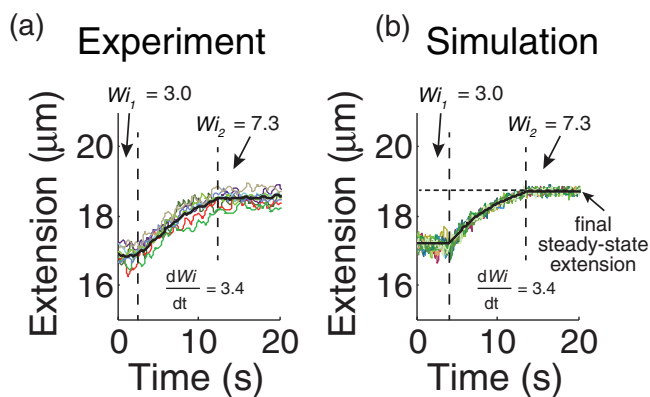 (a) Experiment
Wi1 = 3.0
Wi2 = 7.3
Extension (μm)
20
18
16
dWi
dt
= 3.4
0 10 20
Time (s)
(b) Simulation
Wi1 = 3.0
Wi2 = 7.3
Extension (μm)
20
18
16
final
steady-state
extension
dWi
dt
= 3.4
0 10 20
Time (s)